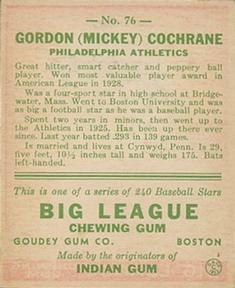 — No. 76 —
GORDON (MICKEY) COCHRANE
PHILADELPHIA ATHLETICS
Great hitter, smart catcher and peppery ball
player. Won most valuable player award in
American League in 1928.
Was a four-sport star in high school at Bridge-
water, Mass. Went to Boston University and was
as big a football star as he was a baseball player.
Spent two years in minors, then went up to
the Athletics in 1925. Has been up there ever
since. Last year batted .293 in 139 games.
Is married and lives at Cynwyd, Penn. Is 29,
five feet, 10½ inches tall and weighs 175. Bats
left-handed.
This is one of a series of 240 Baseball Stars
BIG LEAGUE
CHEWING GUM
GOUDEY GUM CO. BOSTON
Made by the originators of
INDIAN GUM